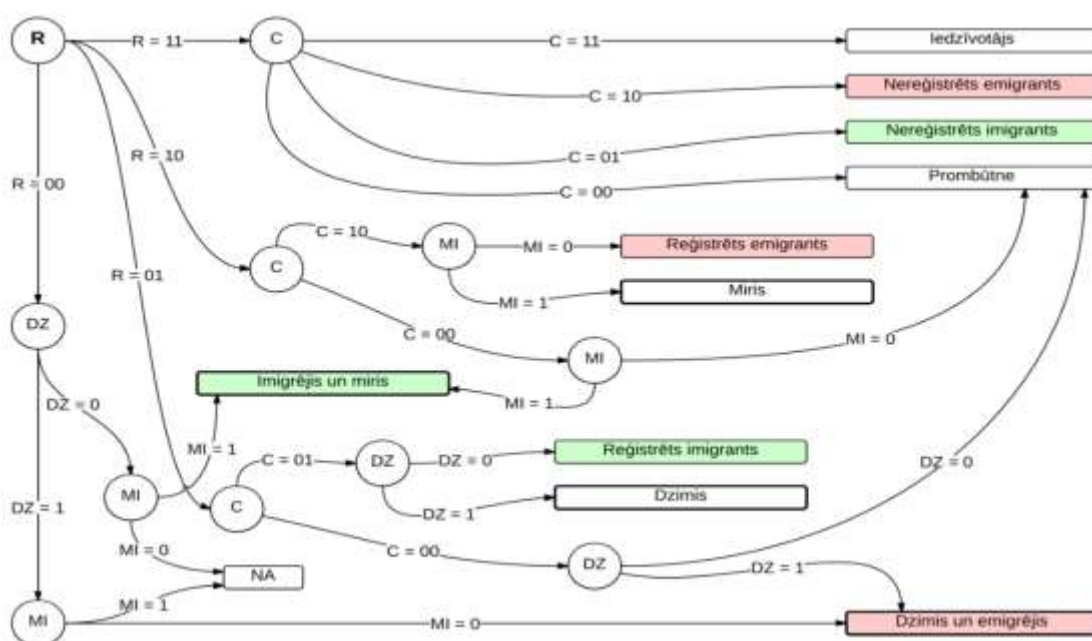 R
R = 11
C
C = 11
Iedzīvotājs
C = 10
Nereģistrēts emigrants
C = 01
Nereģistrēts imigrants
C = 00
Prombūtne
R = 10
R = 00
R = 01
C
C = 10
MI
MI = 0
Reģistrēts emigrants
MI = 1
Miris
DZ
C = 00
MI
MI = 0
Imigrējis un miris
MI = 1
DZ = 0
MI = 1
C = 01
DZ
DZ = 0
Reģistrēts imigrants
DZ = 0
MI
C
DZ = 1
Dzimis
DZ = 1
MI = 0
C = 00
DZ
DZ = 1
NA
MI = 1
MI
MI = 0
Dzimis un emigrējis